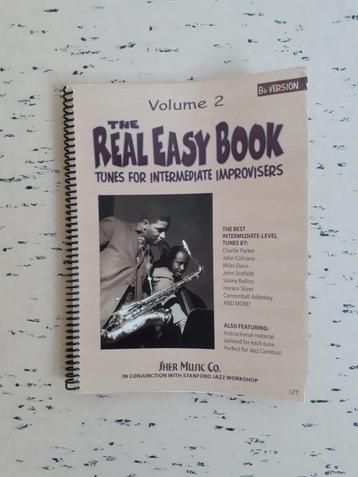 Volume 2
Bb VERSION
THE
REAL EASY BOOK
TUNES FOR INTERMEDIATE IMPROVISERS
THE BEST
INTERMEDIATE-LEVEL
TUNES BY:
Charlie Parker
John Coltrane
Miles Davis
John Scofield
Sonny Rollins
Horace Silver
Cannonball Adderley
AND MORE!
ALSO FEATURING:
Instructional material
tailored for each tune.
Perfect for Jazz Combos!
SHER MUSIC CO.
IN CONJUNCTION WITH STANFORD JAZZ WORKSHOP
129